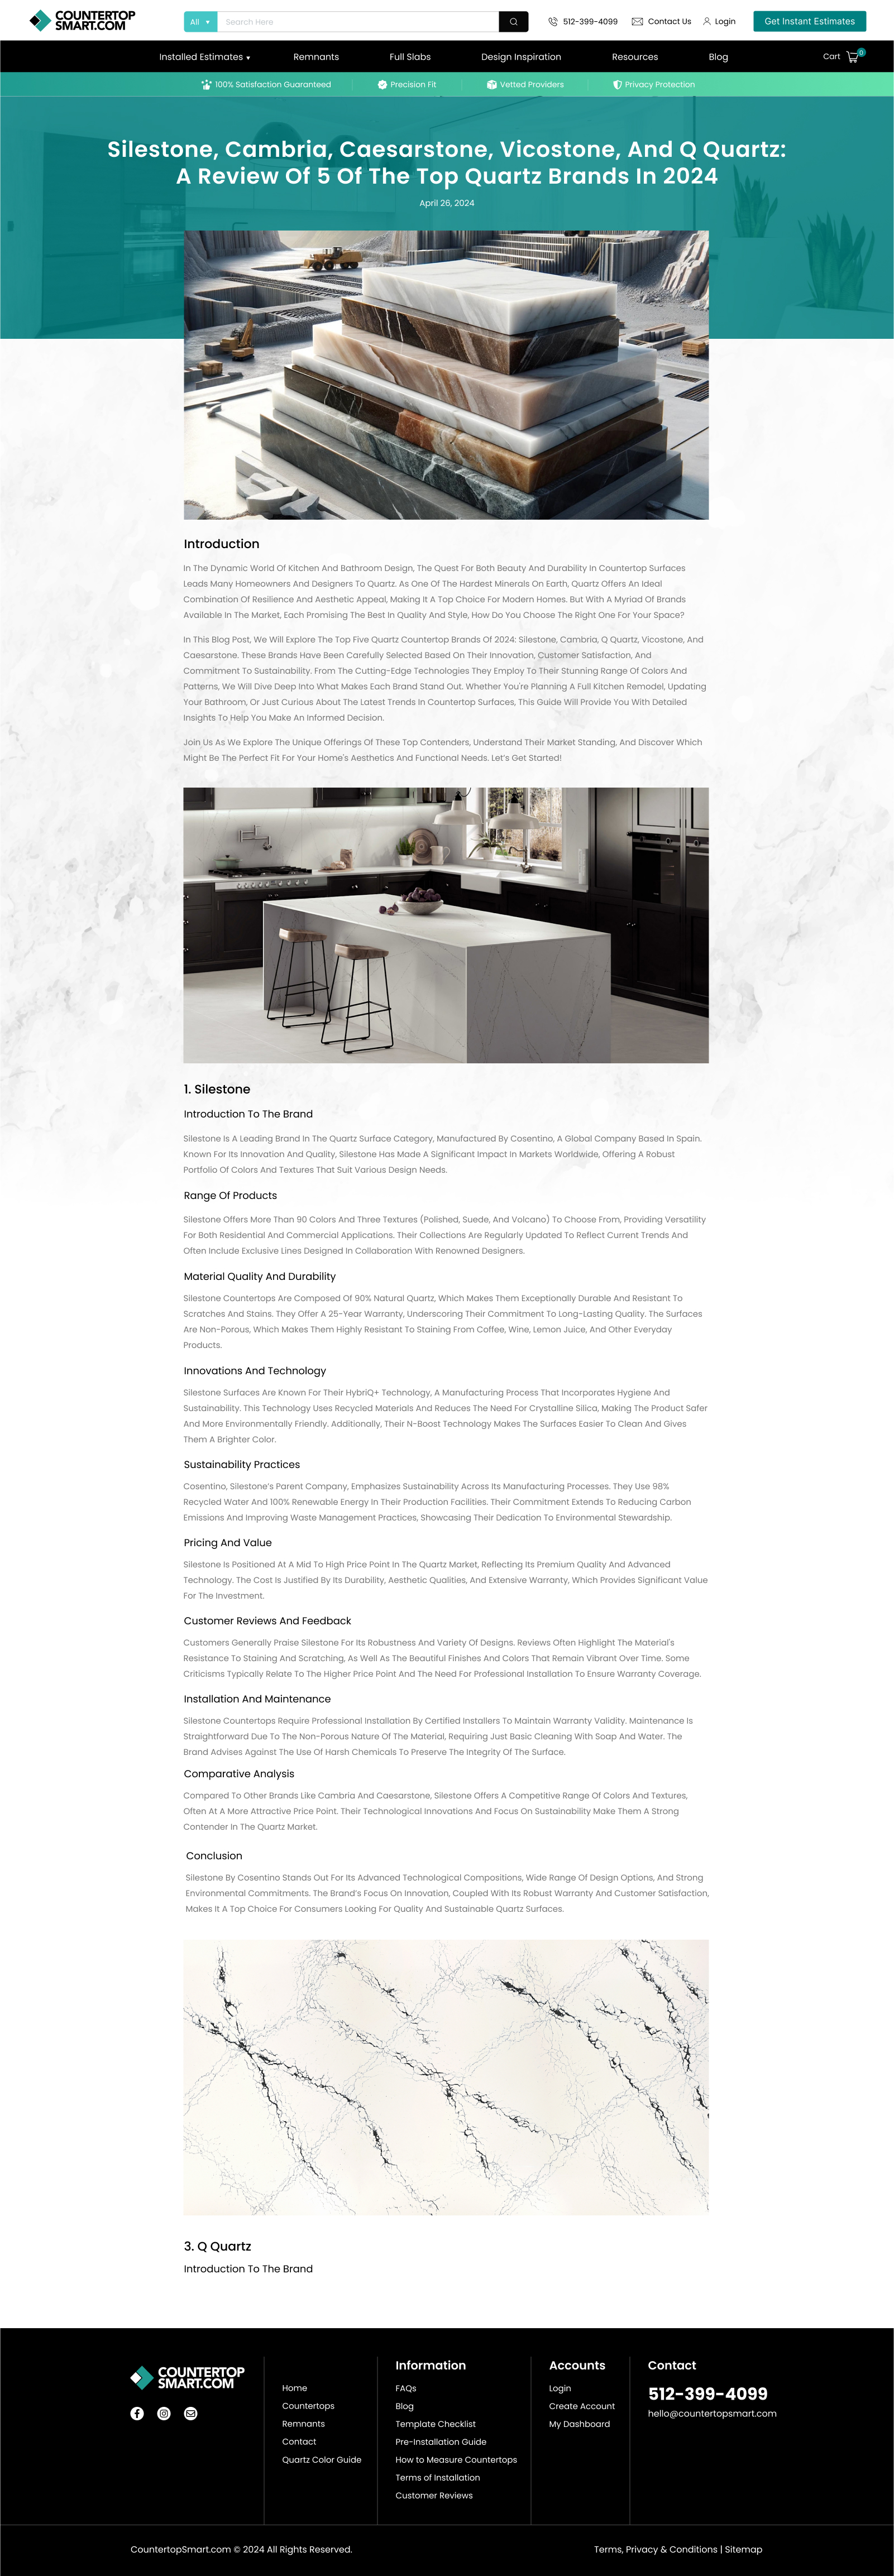 COUNTERTOP
SMART.COM
All
Search Here
512-399-4099
Contact Us
Login
Get Instant Estimates
Installed Estimates
Remnants
Full Slabs
Design Inspiration
Resources
Blog
Cart
0
100% Satisfaction Guaranteed
Precision Fit
Vetted Providers
Privacy Protection
Silestone, Cambria, Caesarstone, Vicostone, And Q Quartz:
A Review Of 5 Of The Top Quartz Brands In 2024
April 26, 2024
Introduction
In The Dynamic World Of Kitchen And Bathroom Design, The Quest For Both Beauty And Durability In Countertop Surfaces
Leads Many Homeowners And Designers To Quartz. As One Of The Hardest Minerals On Earth, Quartz Offers An Ideal
Combination Of Resilience And Aesthetic Appeal, Making It A Top Choice For Modern Homes. But With A Myriad Of Brands
Available In The Market, Each Promising The Best In Quality And Style, How Do You Choose The Right One For Your Space?
In This Blog Post, We Will Explore The Top Five Quartz Countertop Brands Of 2024: Silestone, Cambria, Q Quartz, Vicostone, And
Caesarstone. These Brands Have Been Carefully Selected Based On Their Innovation, Customer Satisfaction, And
Commitment To Sustainability. From The Cutting-Edge Technologies They Employ To Their Stunning Range Of Colors And
Patterns, We Will Dive Deep Into What Makes Each Brand Stand Out. Whether You're Planning A Full Kitchen Remodel, Updating
Your Bathroom, Or Just Curious About The Latest Trends In Countertop Surfaces, This Guide Will Provide You With Detailed
Insights To Help You Make An Informed Decision.
Join Us As We Explore The Unique Offerings Of These Top Contenders, Understand Their Market Standing, And Discover Which
Might Be The Perfect Fit For Your Home's Aesthetics And Functional Needs. Let's Get Started!
1. Silestone
Introduction To The Brand
Silestone Is A Leading Brand In The Quartz Surface Category, Manufactured By Cosentino, A Global Company Based In Spain.
Known For Its Innovation And Quality, Silestone Has Made A Significant Impact In Markets Worldwide, Offering A Robust
Portfolio Of Colors And Textures That Suit Various Design Needs.
Range Of Products
Silestone Offers More Than 90 Colors And Three Textures (Polished, Suede, And Volcano) To Choose From, Providing Versatility
For Both Residential And Commercial Applications. Their Collections Are Regularly Updated To Reflect Current Trends And
Often Include Exclusive Lines Designed In Collaboration With Renowned Designers.
Material Quality And Durability
Silestone Countertops Are Composed Of 90% Natural Quartz, Which Makes Them Exceptionally Durable And Resistant To
Scratches And Stains. They Offer A 25-Year Warranty, Underscoring Their Commitment To Long-Lasting Quality. The Surfaces
Are Non-Porous, Which Makes Them Highly Resistant To Staining From Coffee, Wine, Lemon Juice, And Other Everyday
Products.
Innovations And Technology
Silestone Surfaces Are Known For Their HybriQ+ Technology, A Manufacturing Process That Incorporates Hygiene And
Sustainability. This Technology Uses Recycled Materials And Reduces The Need For Crystalline Silica, Making The Product Safer
And More Environmentally Friendly. Additionally, Their N-Boost Technology Makes The Surfaces Easier To Clean And Gives
Them A Brighter Color.
Sustainability Practices
Cosentino, Silestone's Parent Company, Emphasizes Sustainability Across Its Manufacturing Processes. They Use 98%
Recycled Water And 100% Renewable Energy In Their Production Facilities. Their Commitment Extends To Reducing Carbon
Emissions And Improving Waste Management Practices, Showcasing Their Dedication To Environmental Stewardship.
Pricing And Value
Silestone Is Positioned At A Mid To High Price Point In The Quartz Market, Reflecting Its Premium Quality And Advanced
Technology. The Cost Is Justified By Its Durability, Aesthetic Qualities, And Extensive Warranty, Which Provides Significant Value
For The Investment.
Customer Reviews And Feedback
Customers Generally Praise Silestone For Its Robustness And Variety Of Designs. Reviews Often Highlight The Material's
Resistance To Staining And Scratching, As Well As The Beautiful Finishes And Colors That Remain Vibrant Over Time. Some
Criticisms Typically Relate To The Higher Price Point And The Need For Professional Installation To Ensure Warranty Coverage.
Installation And Maintenance
Silestone Countertops Require Professional Installation By Certified Installers To Maintain Warranty Validity. Maintenance Is
Straightforward Due To The Non-Porous Nature Of The Material, Requiring Just Basic Cleaning With Soap And Water. The
Brand Advises Against The Use Of Harsh Chemicals To Preserve The Integrity Of The Surface.
Comparative Analysis
Compared To Other Brands Like Cambria And Caesarstone, Silestone Offers A Competitive Range Of Colors And Textures,
Often At A More Attractive Price Point. Their Technological Innovations And Focus On Sustainability Make Them A Strong
Contender In The Quartz Market.
Conclusion
Silestone By Cosentino Stands Out For Its Advanced Technological Compositions, Wide Range Of Design Options, And Strong
Environmental Commitments. The Brand's Focus On Innovation, Coupled With Its Robust Warranty And Customer Satisfaction,
Makes It A Top Choice For Consumers Looking For Quality And Sustainable Quartz Surfaces.
3. Q Quartz
Introduction To The Brand
COUNTERTOP
SMART.COM
Home
Countertops
Remnants
Contact
Quartz Color Guide
Information
FAQs
Blog
Template Checklist
Pre-Installation Guide
How to Measure Countertops
Terms of Installation
Customer Reviews
Accounts
Login
Create Account
My Dashboard
Contact
512-399-4099
hello@countertopsmart.com
CountertopSmart.com © 2024 All Rights Reserved.
Terms, Privacy & Conditions | Sitemap